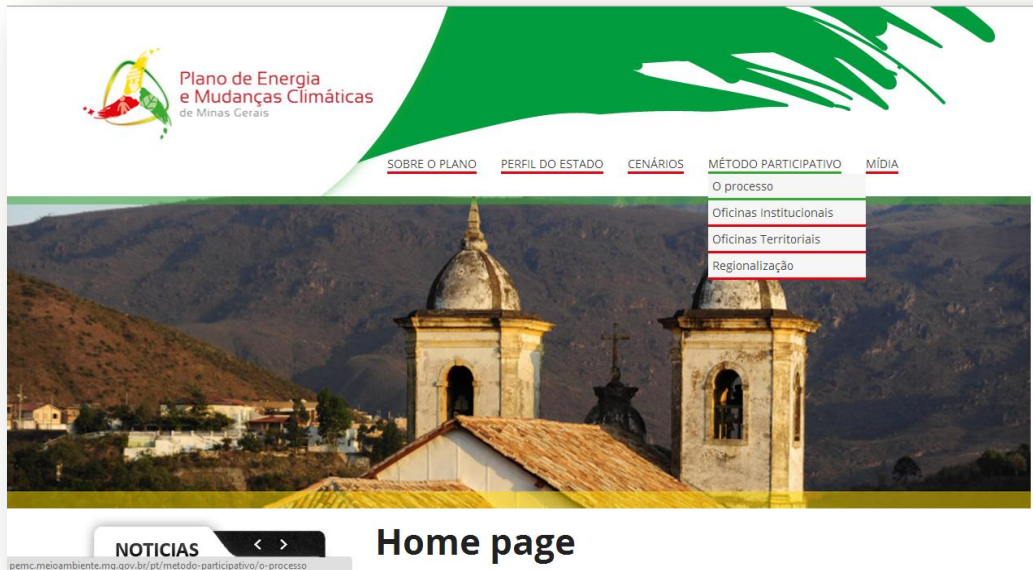 Plano de Energia
e Mudanças Climáticas
de Minas Gerais
SOBRE O PLANO PERFIL DO ESTADO CENÁRIOS MÉTODO PARTICIPATIVO MÍDIA
O processo
Oficinas Institucionais
Oficinas Territoriais
Regionalização
NOTICIAS < >
Home page
pemc.meioambiente.mg.gov.br/pt/metodo-participativo/o-processo